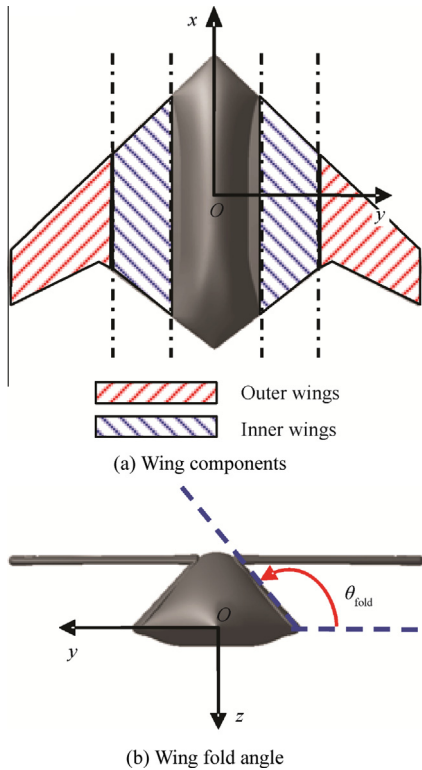 x
O
y
Outer wings
Inner wings
(a) Wing components
θfold
O
y
z
(b) Wing fold angle